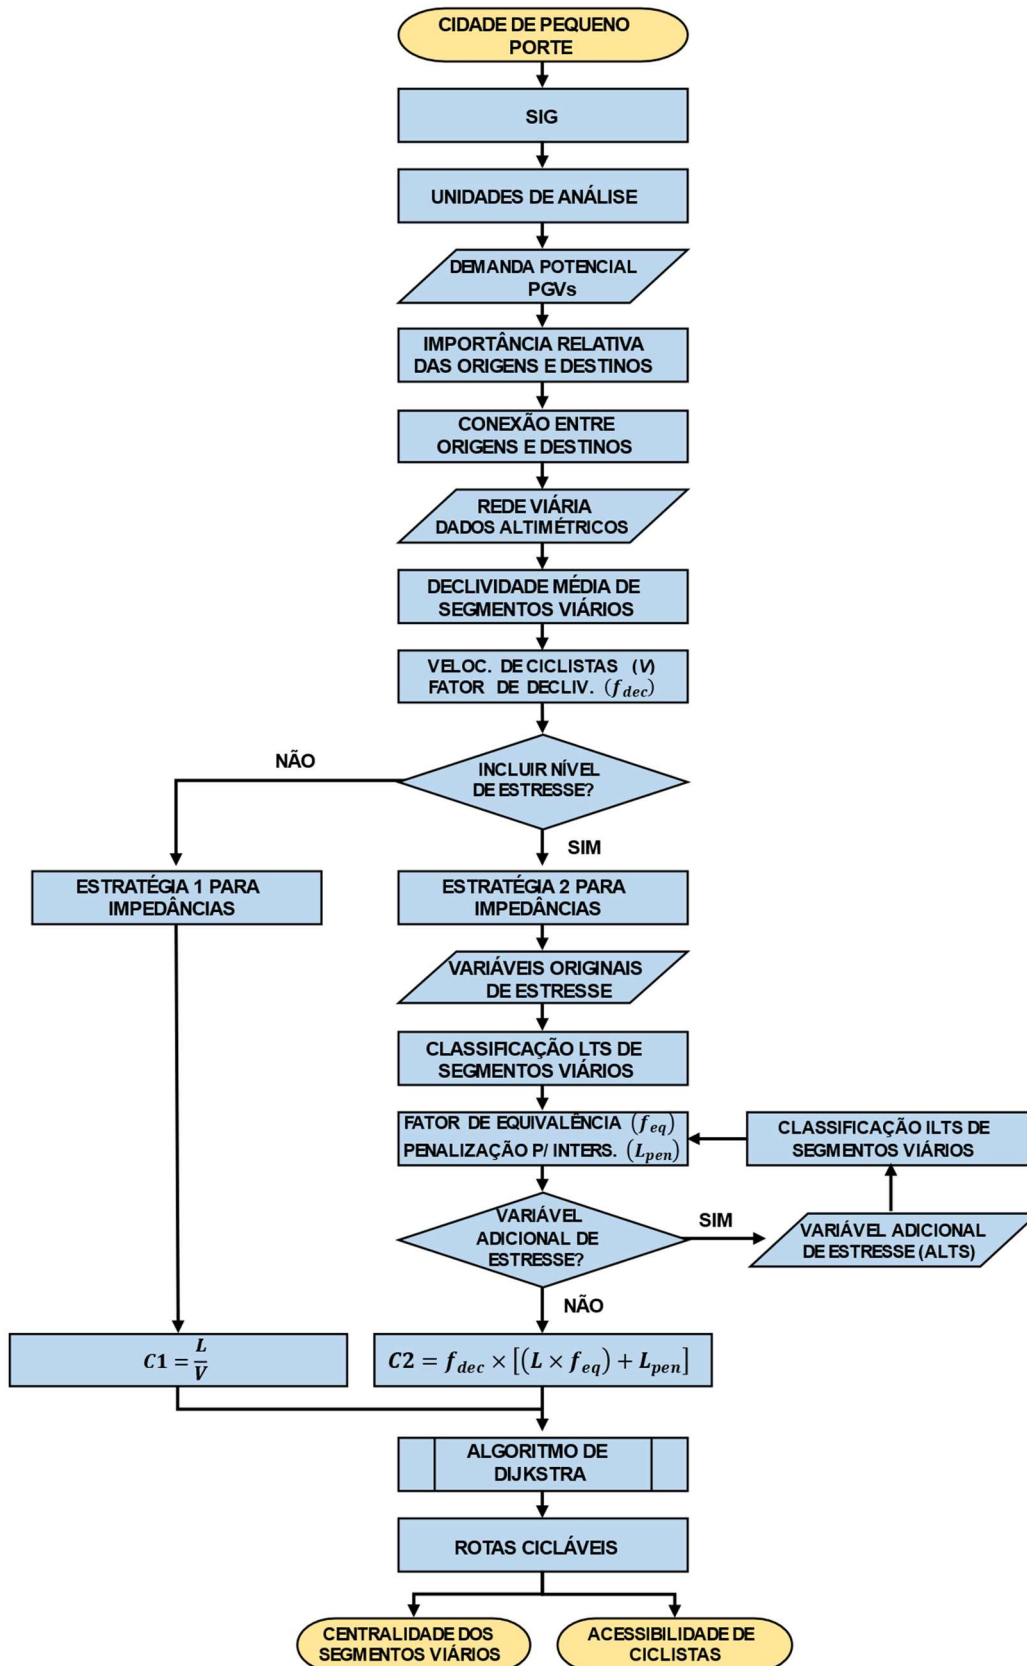 CIDADE DE PEQUENO
PORTE
SIG
UNIDADES DE ANÁLISE
DEMANDA POTENCIAL
PGVs
IMPORTÂNCIA RELATIVA
DAS ORIGENS E DESTINOS
CONEXÃO ENTRE
ORIGENS E DESTINOS
REDE VIÁRIA
DADOS ALTIMÉTRICOS
DECLIVIDADE MÉDIA DE
SEGMENTOS VIÁRIOS
VELOC. DE CICLISTAS (V)
FATOR DE DECLIV. (f_dec)
NÃO
INCLUIR NÍVEL
DE ESTRESSE?
SIM
ESTRATÉGIA 1 PARA
IMPEDÂNCIAS
ESTRATÉGIA 2 PARA
IMPEDÂNCIAS
VARIÁVEIS ORIGINAIS
DE ESTRESSE
CLASSIFICAÇÃO LTS DE
SEGMENTOS VIÁRIOS
FATOR DE EQUIVALÊNCIA (f_eq)
PENALIZAÇÃO P/ INTERS. (L_pen)
CLASSIFICAÇÃO ILTS DE
SEGMENTOS VIÁRIOS
VARIÁVEL
ADICIONAL DE
ESTRESSE?
SIM
VARIÁVEL ADICIONAL
DE ESTRESSE (ALTS)
NÃO
C1 = L/V
C2 = f_dec × [(L × f_eq) + L_pen]
ALGORITMO DE
DIJKSTRA
ROTAS CICLÁVEIS
CENTRALIDADE DOS
SEGMENTOS VIÁRIOS
ACESSIBILIDADE DE
CICLISTAS